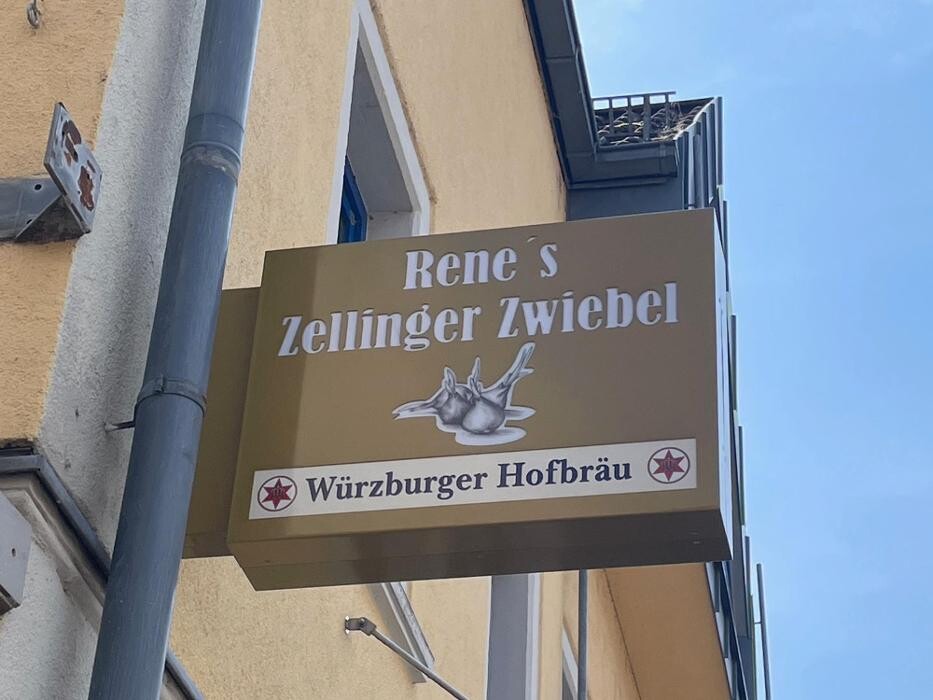 Rene´s
Zellinger Zwiebel
Würzburger Hofbräu